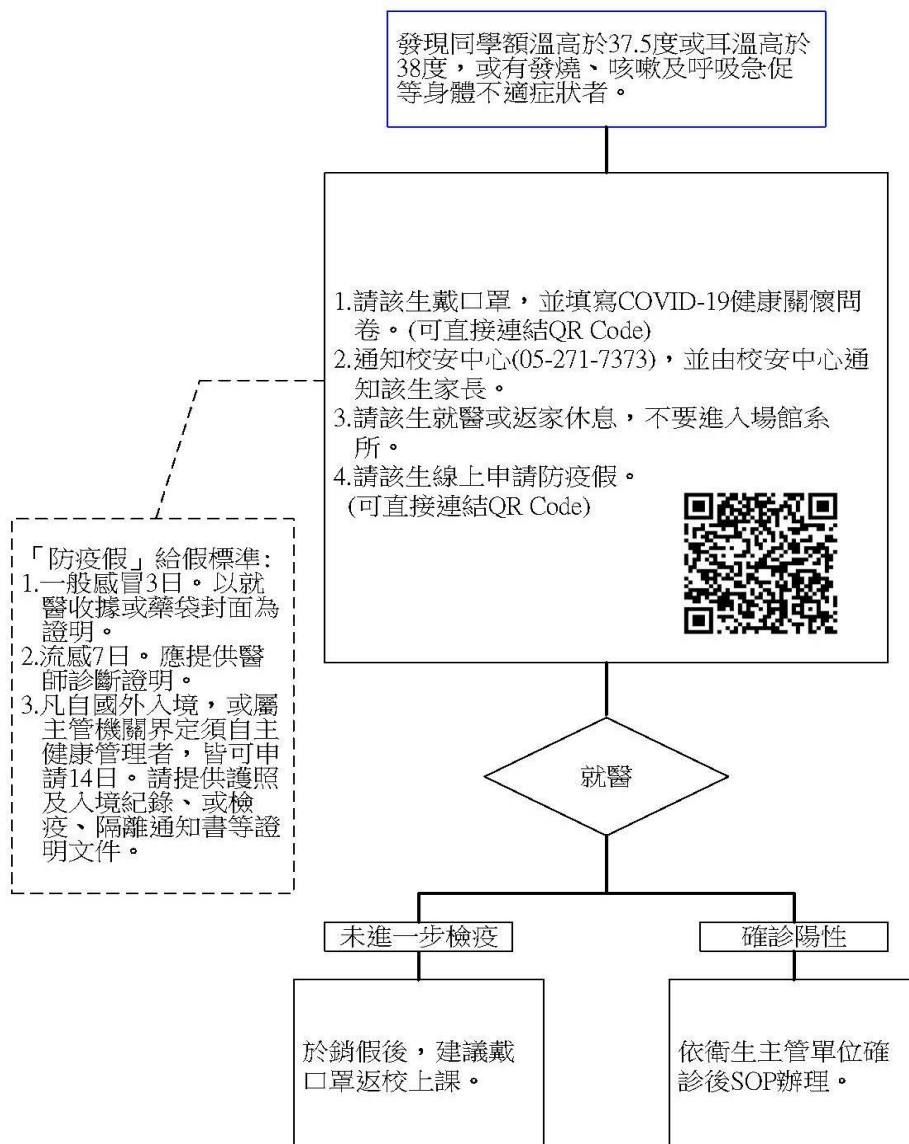 發現同學額溫高於37.5度或耳溫高於
38度，或有發燒、咳嗽及呼吸急促
等身體不適症狀者。
1.請該生戴口罩，並填寫COVID-19健康關懷問
卷。(可直接連結QR Code)
2.通知校安中心(05-271-7373)，並由校安中心通
知該生家長。
3.請該生就醫或返家休息，不要進入場館系
所。
4.請該生線上申請防疫假。
(可直接連結QR Code)
「防疫假」給假標準:
1.一般感冒3日。以就
醫收據或藥袋封面為
證明。
2.流感7日。應提供醫
師診斷證明。
3.凡自國外入境，或屬
主管機關界定須自主
健康管理者，皆可申
請14日。請提供護照
及入境紀錄、或檢
疫、隔離通知書等證
明文件。
就醫
未進一步檢疫
確診陽性
於銷假後，建議戴
口罩返校上課。
依衛生主管單位確
診後SOP辦理。